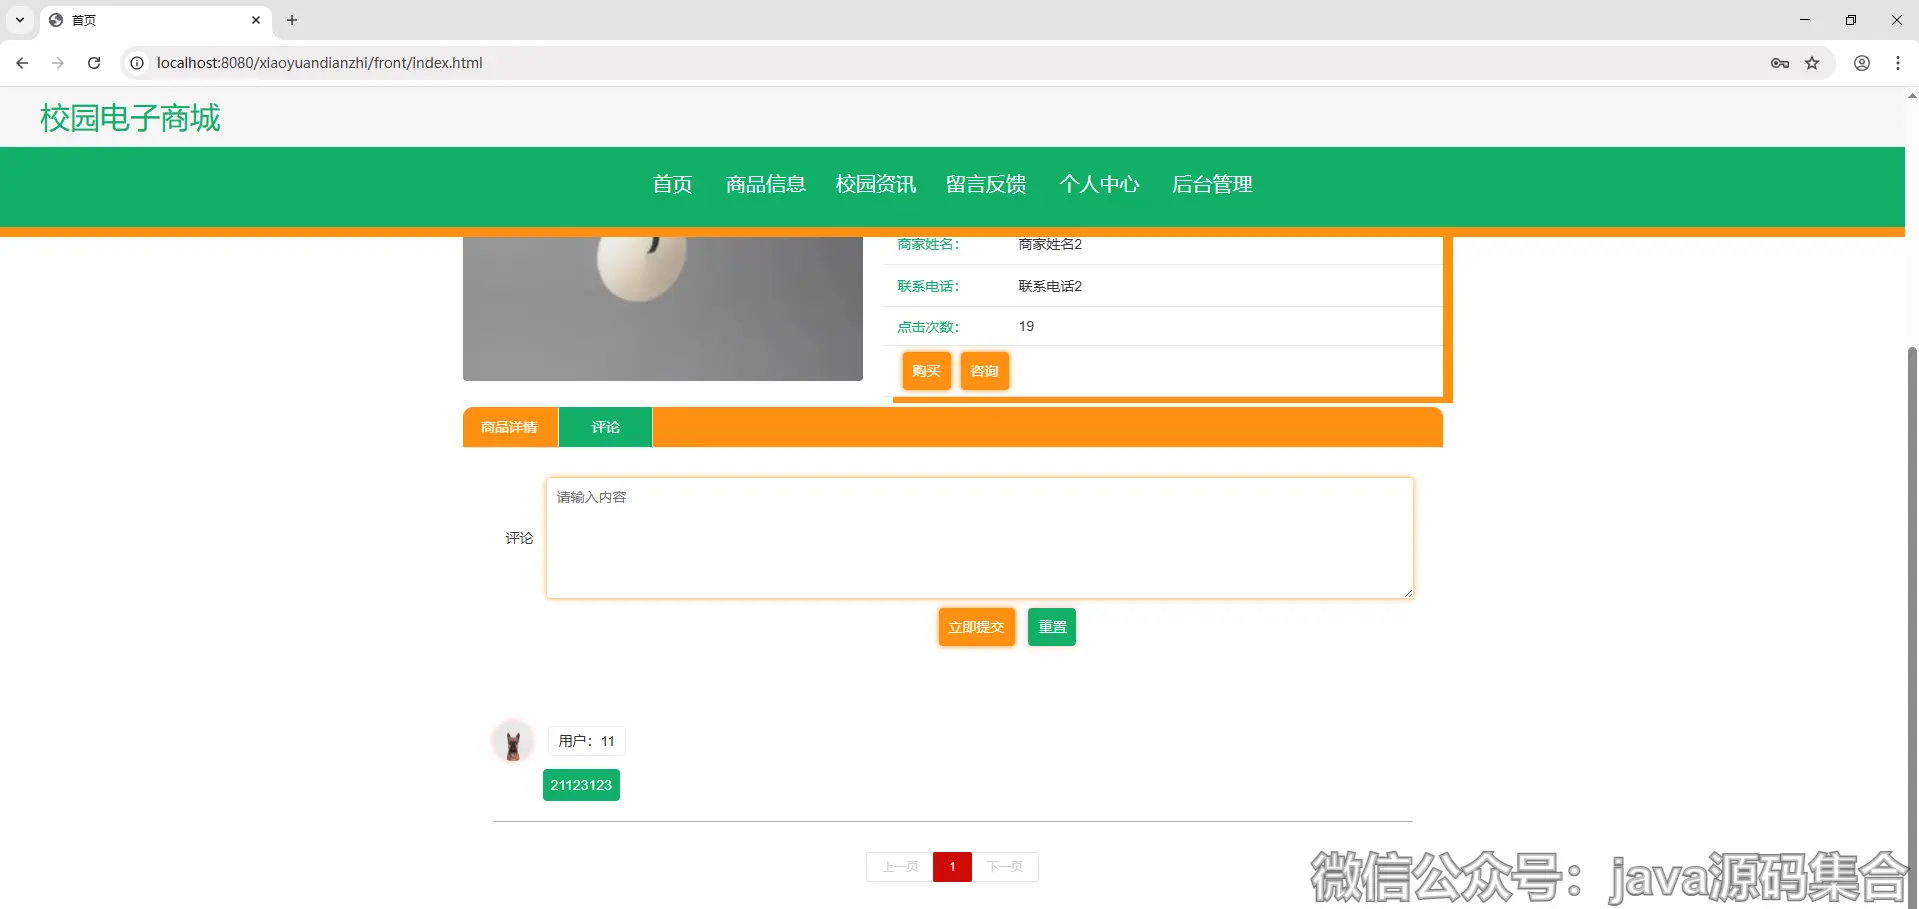 首页
localhost:8080/xiaoyuandianzhi/front/index.html
校园电子商城
首页 商品信息 校园资讯 留言反馈 个人中心 后台管理
商家姓名: 商家姓名2
联系电话: 联系电话2
点击次数: 19
购买 咨询
商品详情 评论
请输入内容
评论
立即提交 重置
用户：11
21123123
上一页 1 下一页
微信公众号：java源码集合